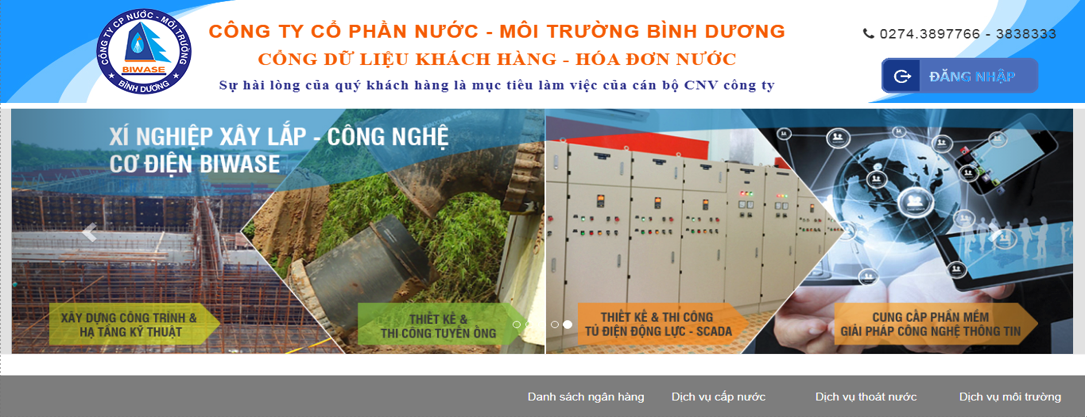 CÔNG TY CP NƯỚC - MÔI TRƯỜNG
BIWASE
BÌNH DƯƠNG
CÔNG TY CỔ PHẦN NƯỚC - MÔI TRƯỜNG BÌNH DƯƠNG
CỔNG DỮ LIỆU KHÁCH HÀNG - HÓA ĐƠN NƯỚC
Sự hài lòng của quý khách hàng là mục tiêu làm việc của cán bộ CNV công ty
0274.3897766 - 3838333
ĐĂNG NHẬP
XÍ NGHIỆP XÂY LẮP - CÔNG NGHỆ
CƠ ĐIỆN BIWASE
XÂY DỰNG CÔNG TRÌNH &
HẠ TẦNG KỸ THUẬT
THIẾT KẾ &
THI CÔNG TUYẾN ỐNG
THIẾT KẾ & THI CÔNG
TỦ ĐIỆN ĐỘNG LỰC - SCADA
CUNG CẤP PHẦN MỀM
GIẢI PHÁP CÔNG NGHỆ THÔNG TIN
Danh sách ngân hàng
Dịch vụ cấp nước
Dịch vụ thoát nước
Dịch vụ môi trường